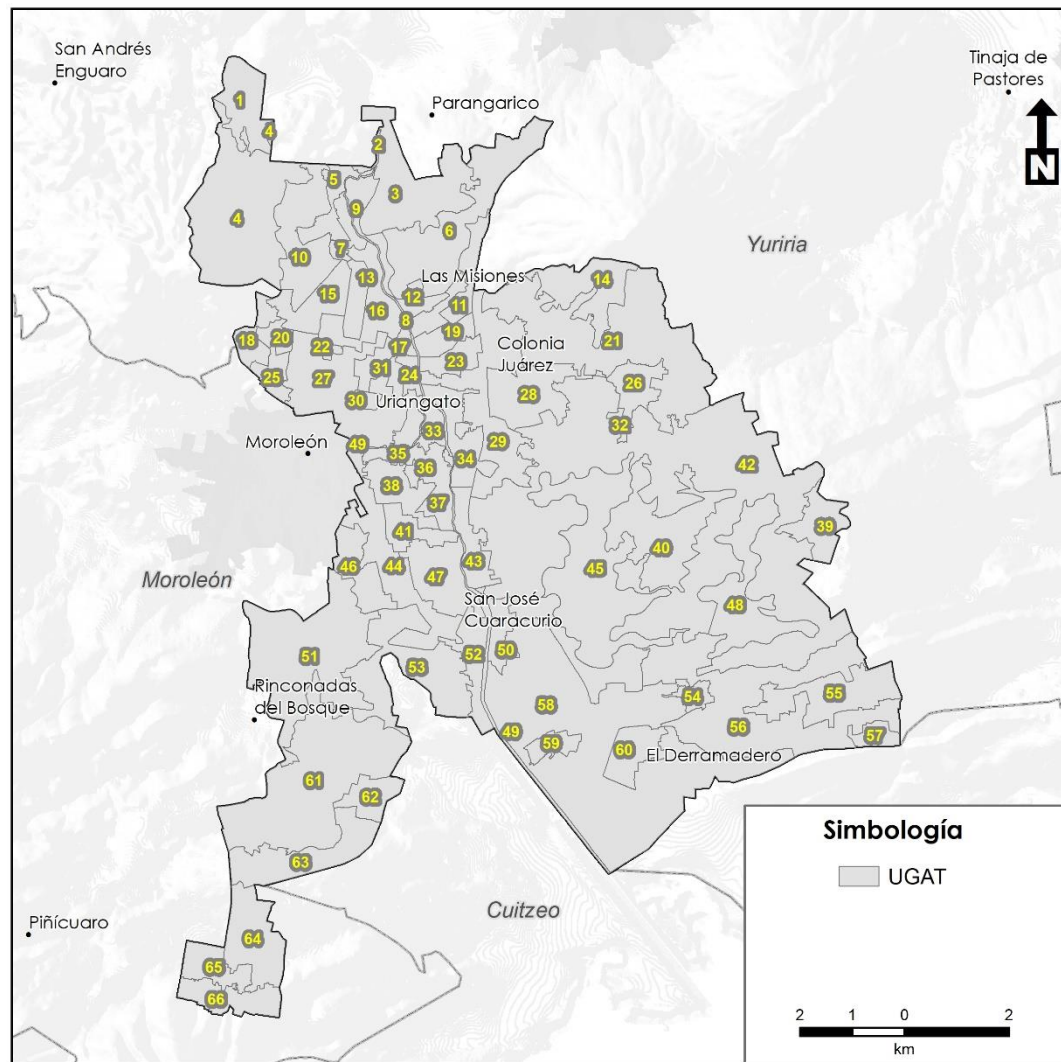 San Andrés
Enguaro
Tinaja de
Pastores
1
Parangarico
4
2
N
5
3
9
4
6
Yuriria
7
10
13
Las Misiones
14
15
12
11
16
8
19
18
20
22
17
Colonia
Juárez
21
31
23
25
27
24
26
28
30
Uriangato
32
33
49
29
Moroleón
35
34
36
42
38
37
39
41
40
46
44
47
43
45
Moroleón
San José
Cuaracurio
48
51
53
52
50
Rinconadas
del Bosque
54
55
58
49
59
60
56
El Derramadero
57
61
62
63
Simbología
UGAT
Cuitzeo
Piñícuaro
64
65
66
2 1 0 2
km